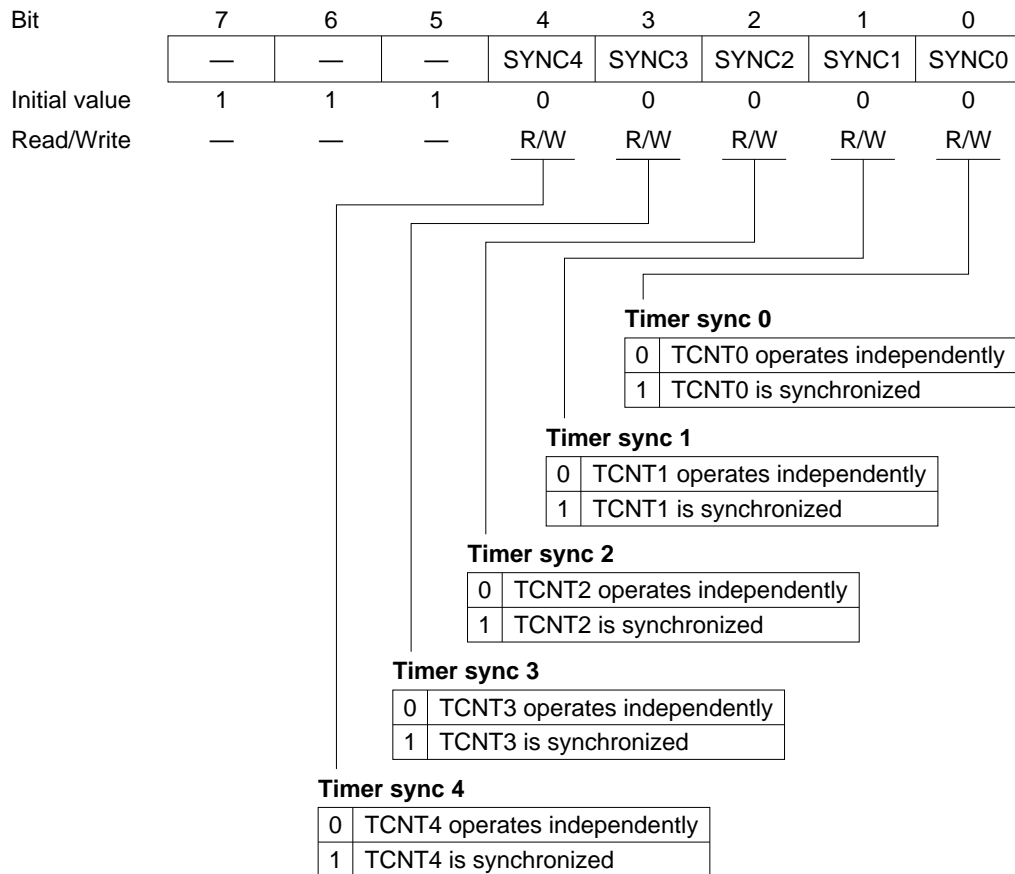 Bit 7 6 5 4 3 2 1 0
— — — SYNC4 SYNC3 SYNC2 SYNC1 SYNC0
Initial value 1 1 1 0 0 0 0 0
Read/Write — — — R/W R/W R/W R/W R/W
Timer sync 0
0 TCNT0 operates independently
1 TCNT0 is synchronized
Timer sync 1
0 TCNT1 operates independently
1 TCNT1 is synchronized
Timer sync 2
0 TCNT2 operates independently
1 TCNT2 is synchronized
Timer sync 3
0 TCNT3 operates independently
1 TCNT3 is synchronized
Timer sync 4
0 TCNT4 operates independently
1 TCNT4 is synchronized